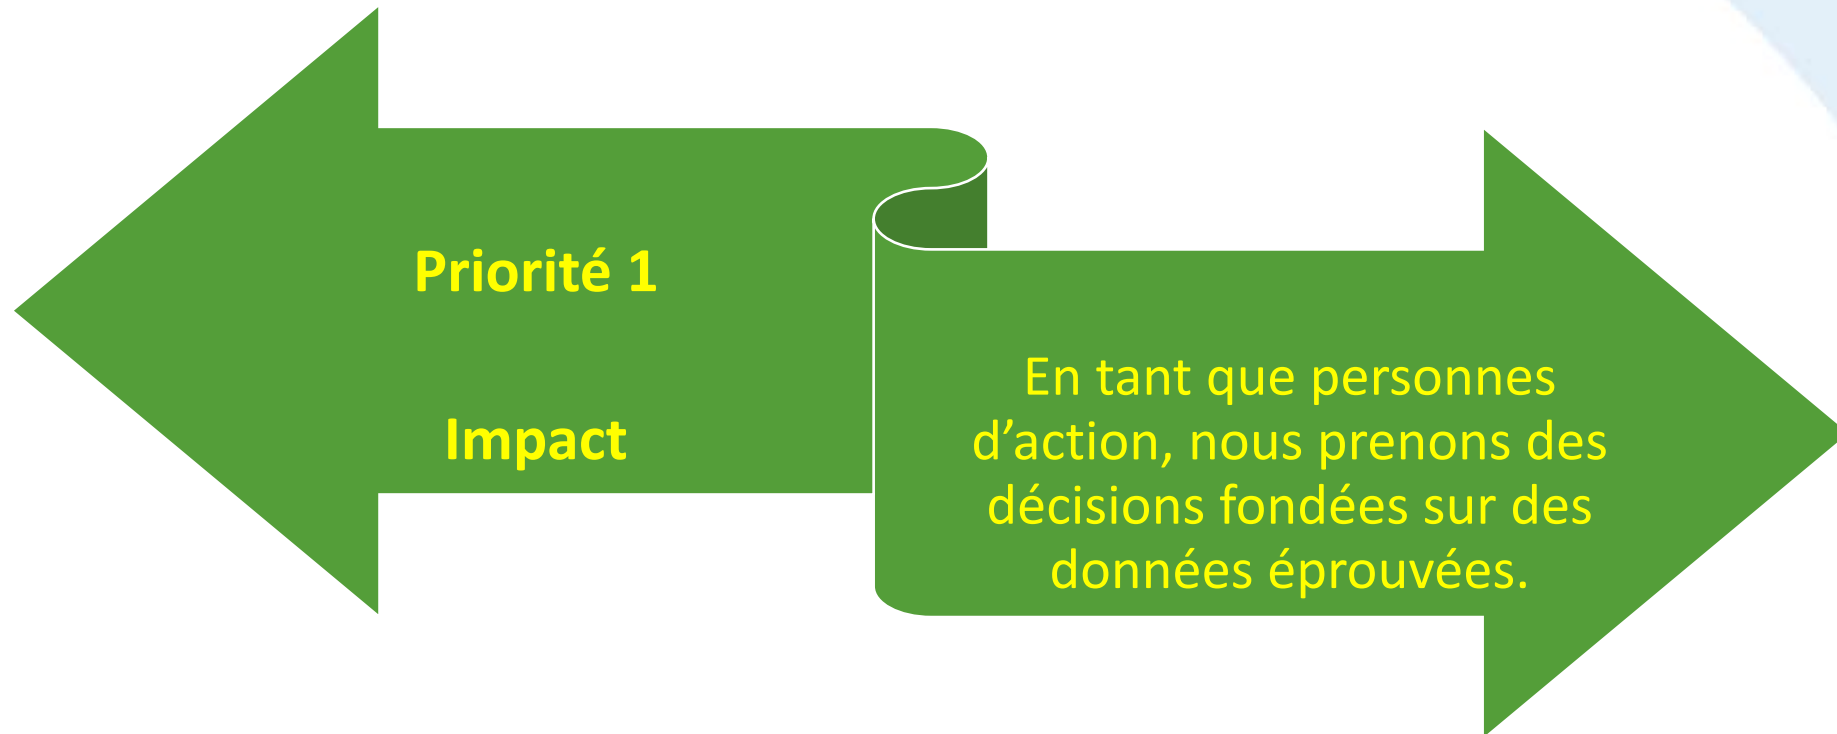 Priorité 1
Impact
En tant que personnes
d’action, nous prenons des
décisions fondées sur des
données éprouvées.